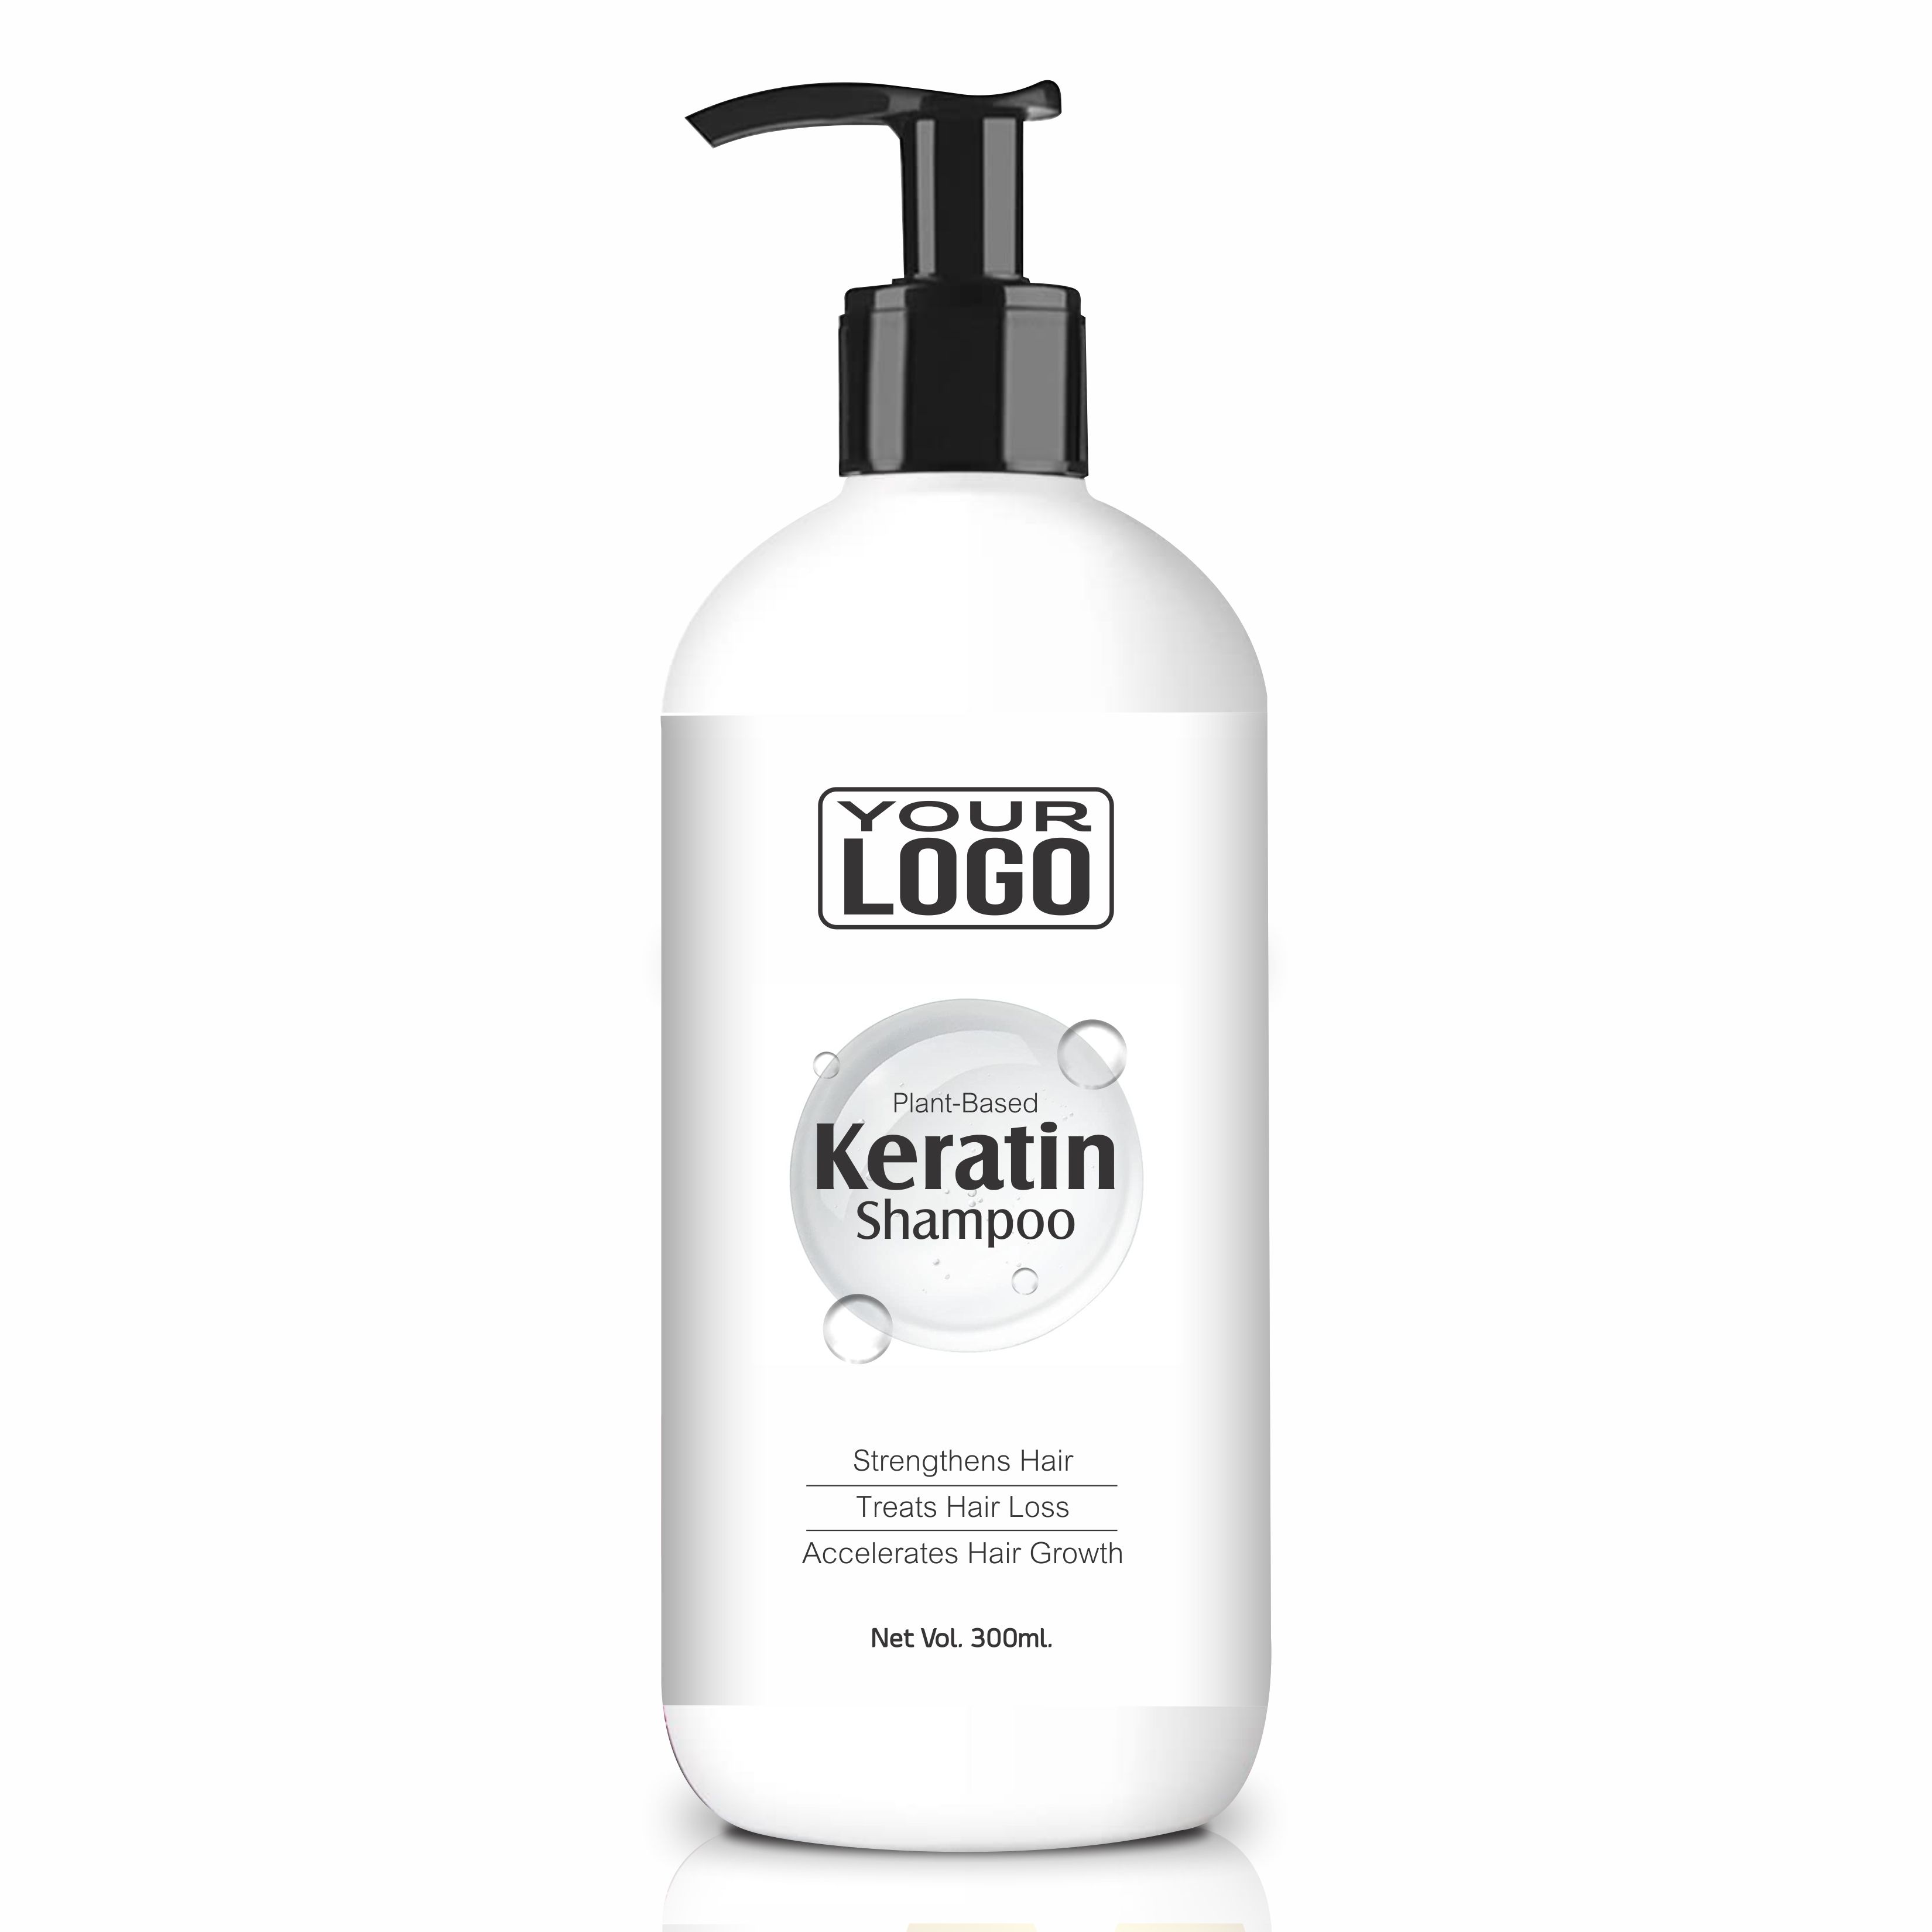 YOUR
LOGO
Plant-Based
Keratin
Shampoo
Strengthens Hair
Treats Hair Loss
Accelerates Hair Growth
Net Vol. 300ml.